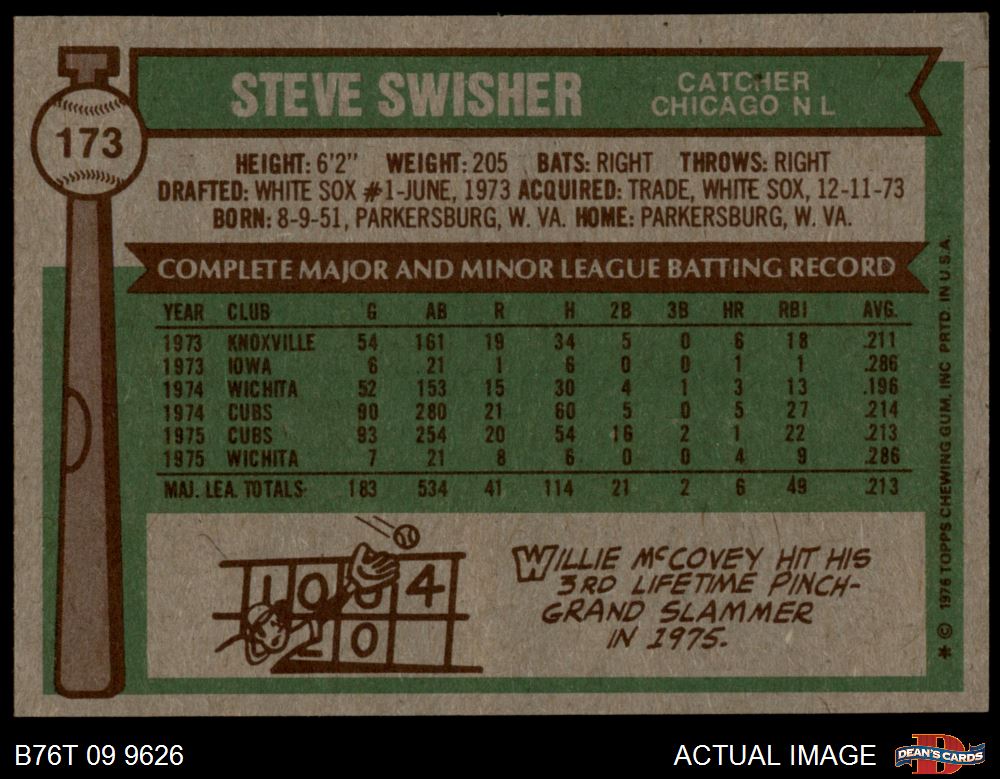 STEVE SWISHER
CATCHER
CHICAGO N L
173
HEIGHT: 6'2" WEIGHT: 205 BATS: RIGHT THROWS: RIGHT
DRAFTED: WHITE SOX #1-JUNE, 1973 ACQUIRED: TRADE, WHITE SOX, 12-11-73
BORN: 8-9-51, PARKERSBURG, W. VA. HOME: PARKERSBURG, W. VA.
COMPLETE MAJOR AND MINOR LEAGUE BATTING RECORD
YEAR CLUB G AB R H 2B 3B HR RBI AVG.
1973 KNOXVILLE 54 161 19 34 5 0 6 18 .211
1973 IOWA 6 21 1 6 0 0 1 1 .286
1974 WICHITA 52 153 15 30 4 1 3 13 .196
1974 CUBS 90 280 21 60 5 0 5 27 .214
1975 CUBS 93 254 20 54 16 2 1 22 .213
1975 WICHITA 7 21 8 6 0 0 4 9 .286
MAJ. LEA. TOTALS 183 534 41 114 21 2 6 49 .213
1 0 4
0
WILLIE McCOVEY HIT HIS
3RD LIFETIME PINCH-
GRAND SLAMMER
IN 1975.
* © 1976 TOPPS CHEWING GUM, INC PRTD. IN U.S.A.
B76T 09 9626
ACTUAL IMAGE
DEAN'S CARDS